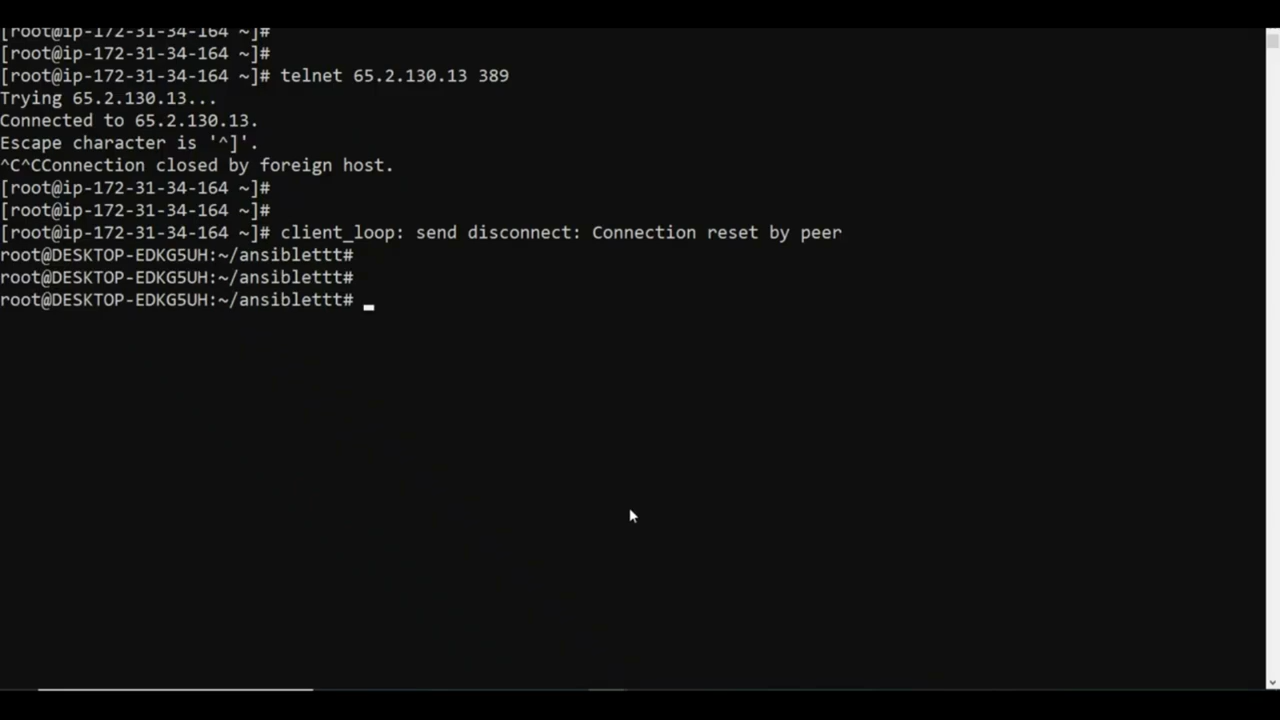 [root@ip-172-31-34-164 ~]#
[root@ip-172-31-34-164 ~]#
[root@ip-172-31-34-164 ~]# telnet 65.2.130.13 389
Trying 65.2.130.13...
Connected to 65.2.130.13.
Escape character is '^]'.
^C^CConnection closed by foreign host.
[root@ip-172-31-34-164 ~]#
[root@ip-172-31-34-164 ~]#
[root@ip-172-31-34-164 ~]# client_loop: send disconnect: Connection reset by peer
root@DESKTOP-EDKG5UH:~/ansiblettt#
root@DESKTOP-EDKG5UH:~/ansiblettt#
root@DESKTOP-EDKG5UH:~/ansiblettt#